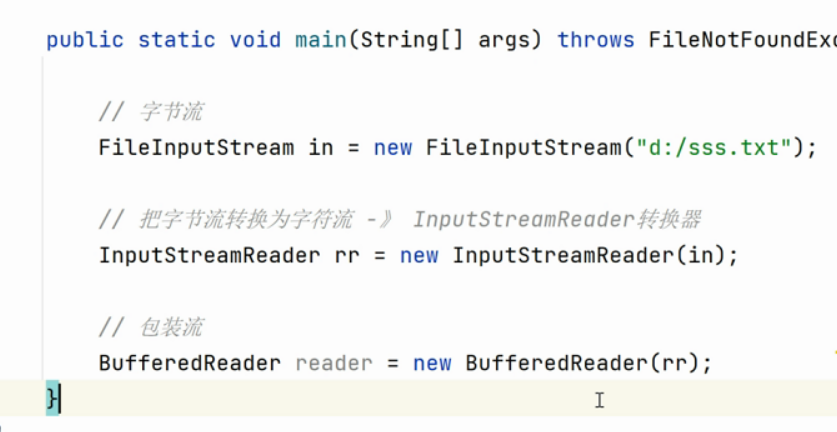 public static void main(String[] args) throws FileNotFoundExc
// 字节流
FileInputStream in = new FileInputStream("d:/sss.txt");
// 把字节流转换为字符流 -》 InputStreamReader转换器
InputStreamReader rr = new InputStreamReader(in);
// 包装流
BufferedReader reader = new BufferedReader(rr);
}